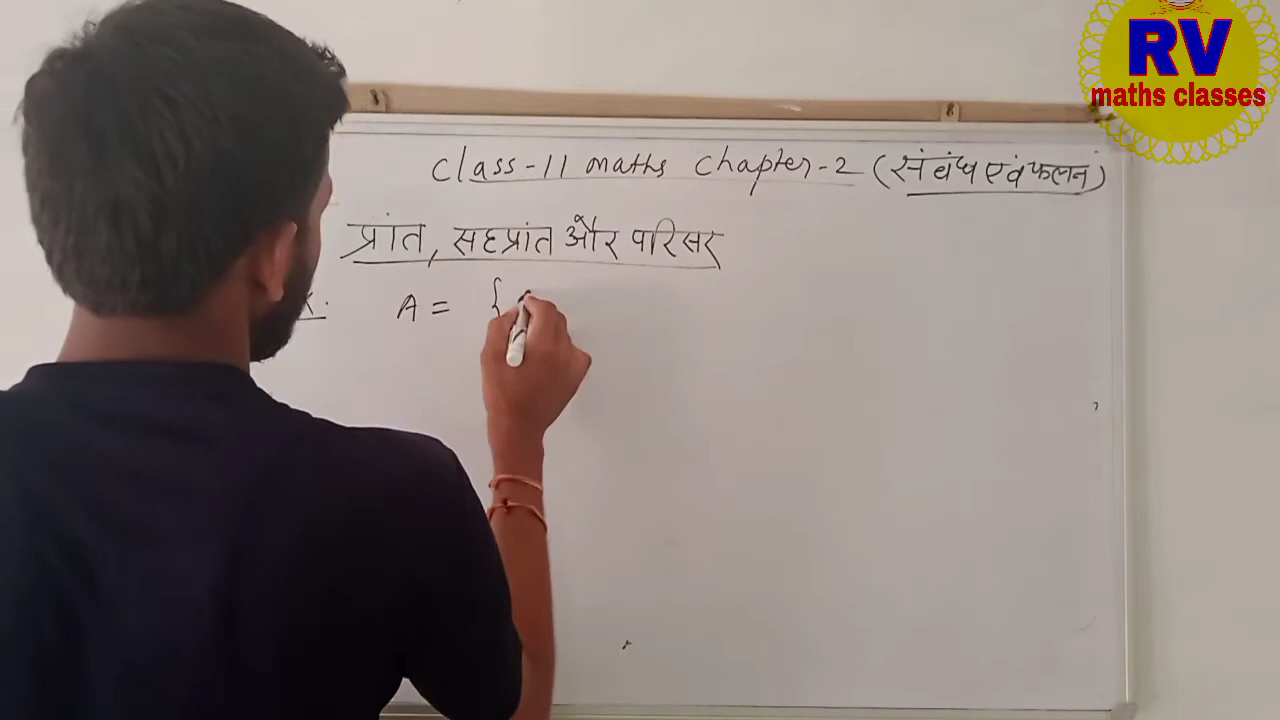 RV
maths classes
Class-11 maths Chapter-2 (संबंध एवं फलन)
प्रांत, सहप्रांत और परिसर
A = {